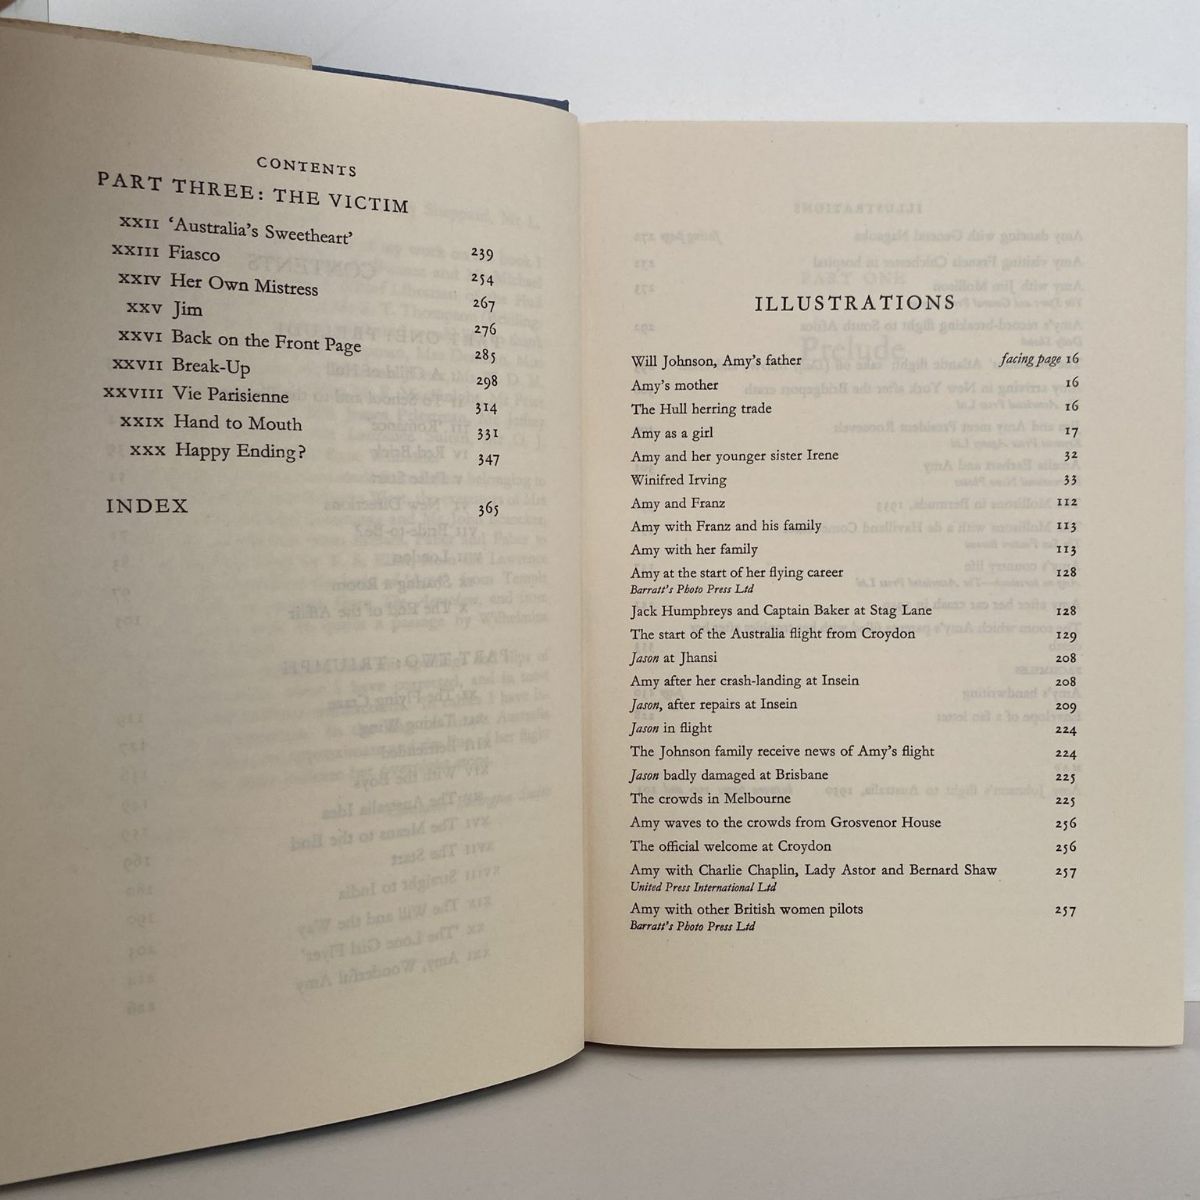 CONTENTS
PART THREE: THE VICTIM
XXII 'Australia's Sweetheart' 239
XXIII Fiasco 254
XXIV Her Own Mistress 267
XXV Jim 276
XXVI Back on the Front Page 285
XXVII Break-Up 298
XXVIII Vie Parisienne 314
XXIX Hand to Mouth 331
XXX Happy Ending? 347
INDEX 365
ILLUSTRATIONS
Will Johnson, Amy's father facing page 16
Amy's mother 16
The Hull herring trade 16
Amy as a girl 17
Amy and her younger sister Irene 32
Winifred Irving 33
Amy and Franz 112
Amy with Franz and his family 113
Amy with her family 113
Amy at the start of her flying career 128
Barratt's Photo Press Ltd
Jack Humphreys and Captain Baker at Stag Lane 128
The start of the Australia flight from Croydon 129
Jason at Jhansi 208
Amy after her crash-landing at Insein 208
Jason, after repairs at Insein 209
Jason in flight 224
The Johnson family receive news of Amy's flight 224
Jason badly damaged at Brisbane 225
The crowds in Melbourne 225
Amy waves to the crowds from Grosvenor House 256
The official welcome at Croydon 256
Amy with Charlie Chaplin, Lady Astor and Bernard Shaw 257
United Press International Ltd
Amy with other British women pilots 257
Barratt's Photo Press Ltd